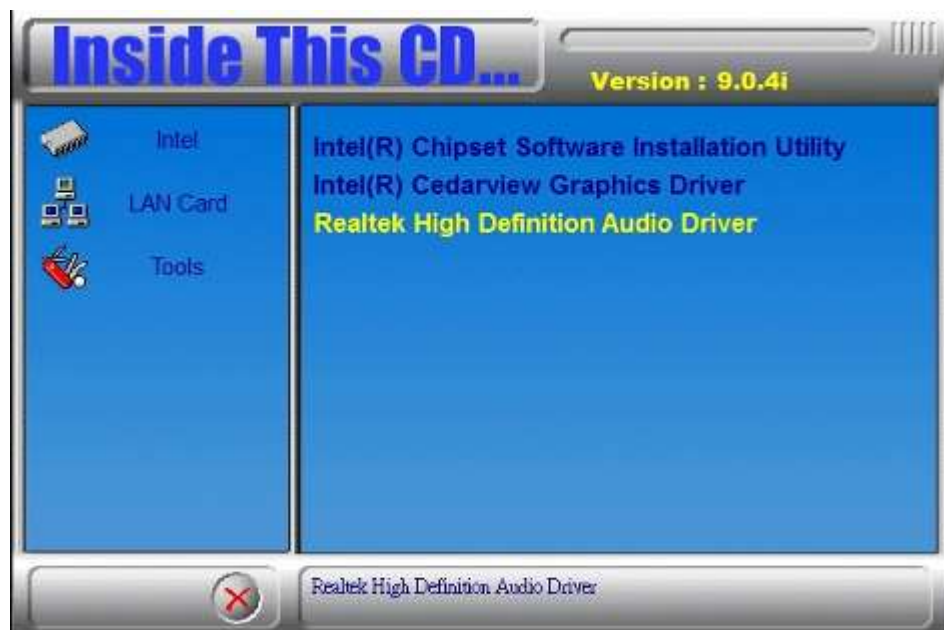 Inside This CD...
Version : 9.0.4i
Intel
LAN Card
Tools
Intel(R) Chipset Software Installation Utility
Intel(R) Cedarview Graphics Driver
Realtek High Definition Audio Driver
Realtek High Definition Audio Driver